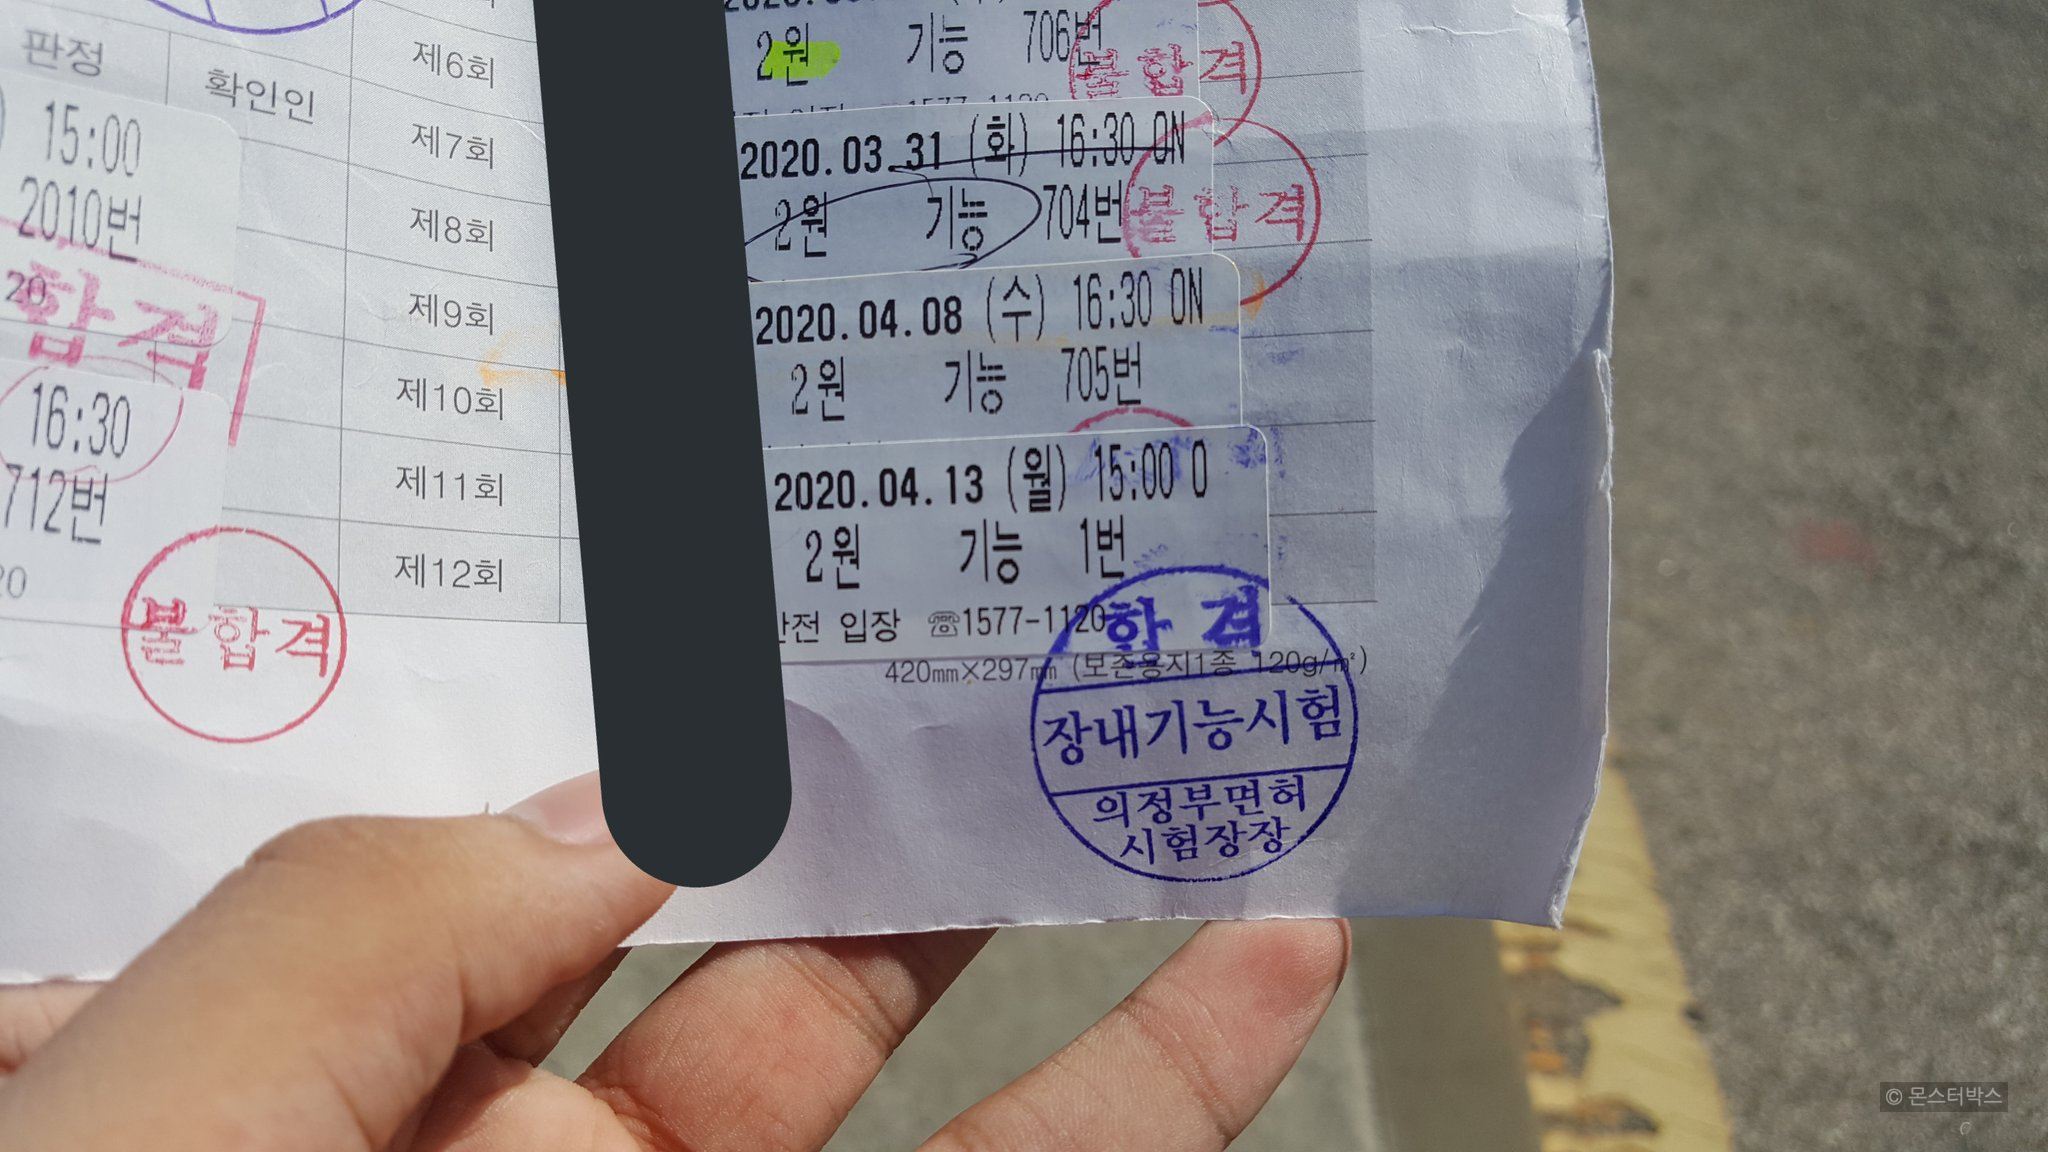 판정
확인인
15:00
2010번
20
합격
16:30
712번
20
불합격
제6회
제7회
제8회
제9회
제10회
제11회
제12회
2원 기능 706번
불합격
2020.03.31 (화) 16:30 ON
2원 기능 704번
불합격
2020.04.08 (수) 16:30 ON
2원 기능 705번
2020.04.13 (월) 15:00 0
2원 기능 1번
안전 입장 ☏1577-1120
420㎜×297㎜ (보존용지1종 120g/㎡)
합격
장내기능시험
의정부면허
시험장장
© 몬스터박스